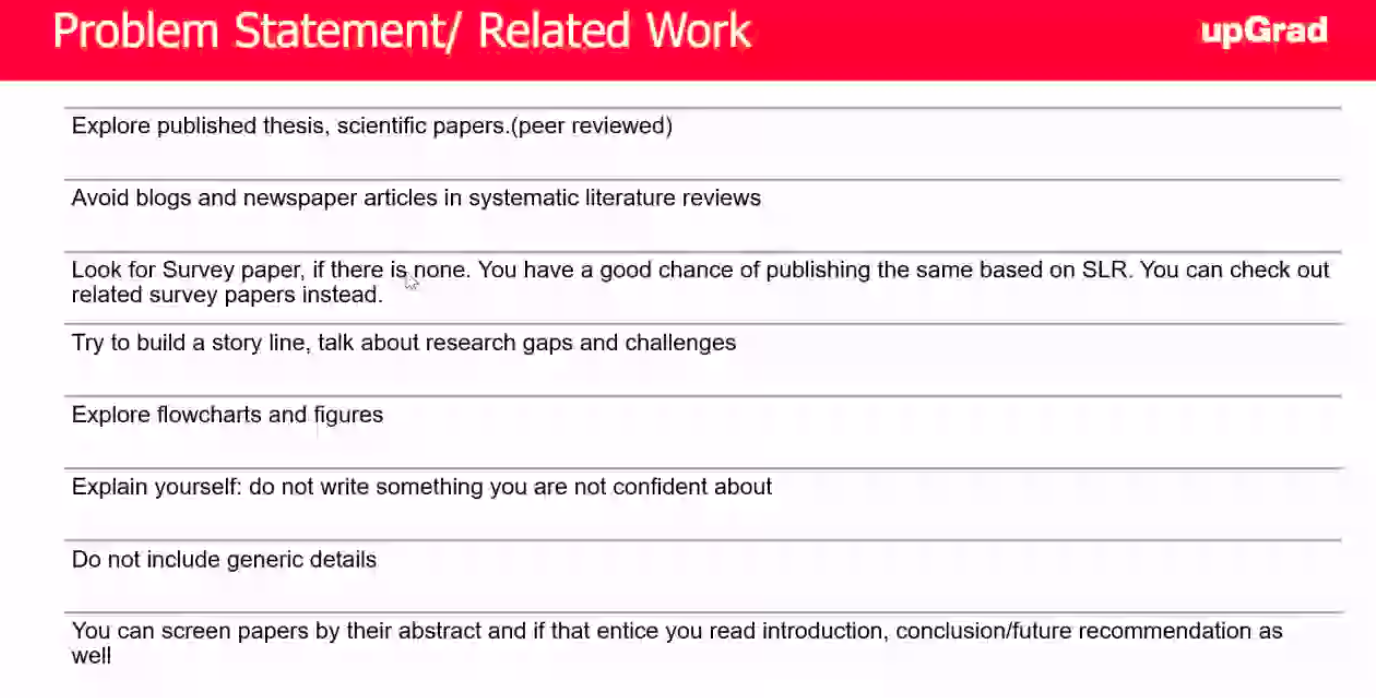 Problem Statement/ Related Work
upGrad
Explore published thesis, scientific papers.(peer reviewed)
Avoid blogs and newspaper articles in systematic literature reviews
Look for Survey paper, if there is none. You have a good chance of publishing the same based on SLR. You can check out
related survey papers instead.
Try to build a story line, talk about research gaps and challenges
Explore flowcharts and figures
Explain yourself: do not write something you are not confident about
Do not include generic details
You can screen papers by their abstract and if that entice you read introduction, conclusion/future recommendation as
well